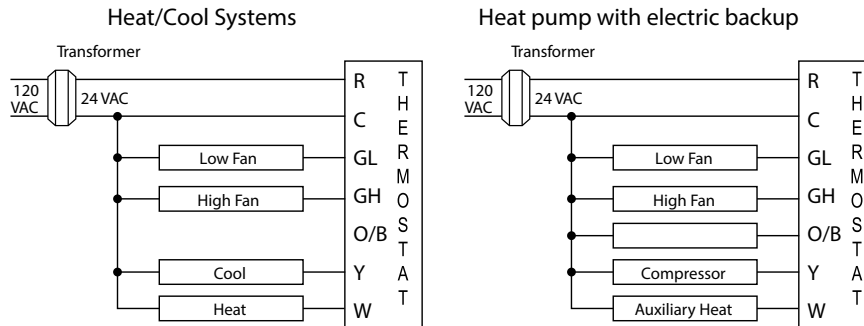 Heat/Cool Systems
Transformer
120
VAC
24 VAC
R
C
GL
GH
O/B
Y
W
Low Fan
High Fan
Cool
Heat
THERMOSTAT
Heat pump with electric backup
Transformer
120
VAC
24 VAC
R
C
GL
GH
O/B
Y
W
Low Fan
High Fan
Compressor
Auxiliary Heat
THERMOSTAT